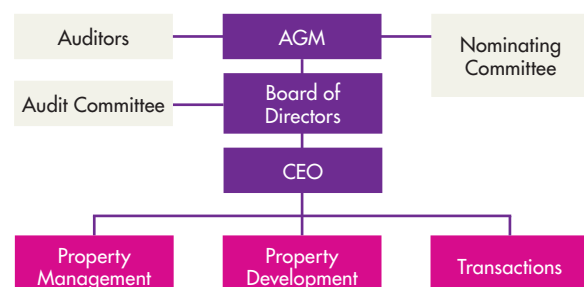 Auditors
AGM
Nominating
Committee
Audit Committee
Board of
Directors
CEO
Property
Management
Property
Development
Transactions